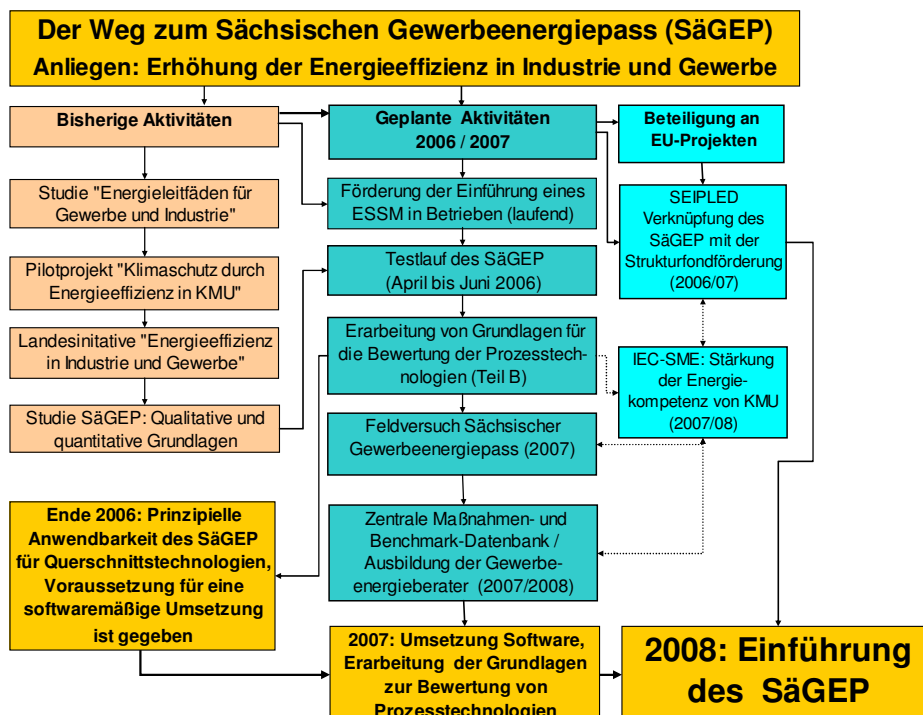 Der Weg zum Sächsischen Gewerbeenergiepass (SäGEP)
Anliegen: Erhöhung der Energieeffizienz in Industrie und Gewerbe
Bisherige Aktivitäten
Studie "Energieleitfäden für
Gewerbe und Industrie"
Pilotprojekt "Klimaschutz durch
Energieeffizienz in KMU"
Landesinitative "Energieeffizienz
in Industrie und Gewerbe"
Studie SäGEP: Qualitative und
quantitative Grundlagen
Geplante Aktivitäten
2006 / 2007
Förderung der Einführung eines
ESSM in Betrieben (laufend)
Testlauf des SäGEP
(April bis Juni 2006)
Erarbeitung von Grundlagen für
die Bewertung der Prozesstech-
nologien (Teil B)
Feldversuch Sächsischer
Gewerbeenergiepass (2007)
Zentrale Maßnahmen- und
Benchmark-Datenbank /
Ausbildung der Gewerbe-
energieberater (2007/2008)
Beteiligung an
EU-Projekten
SEIPLED
Verknüpfung des
SäGEP mit der
Strukturfondförderung
(2006/07)
IEC-SME: Stärkung
der Energie-
kompetenz von KMU
(2007/08)
Ende 2006: Prinzipielle
Anwendbarkeit des SäGEP
für Querschnittstechnologien,
Voraussetzung für eine
softwaremäßige Umsetzung
ist gegeben
2007: Umsetzung Software,
Erarbeitung der Grundlagen
zur Bewertung von
Prozesstechnologien
2008: Einführung
des SäGEP